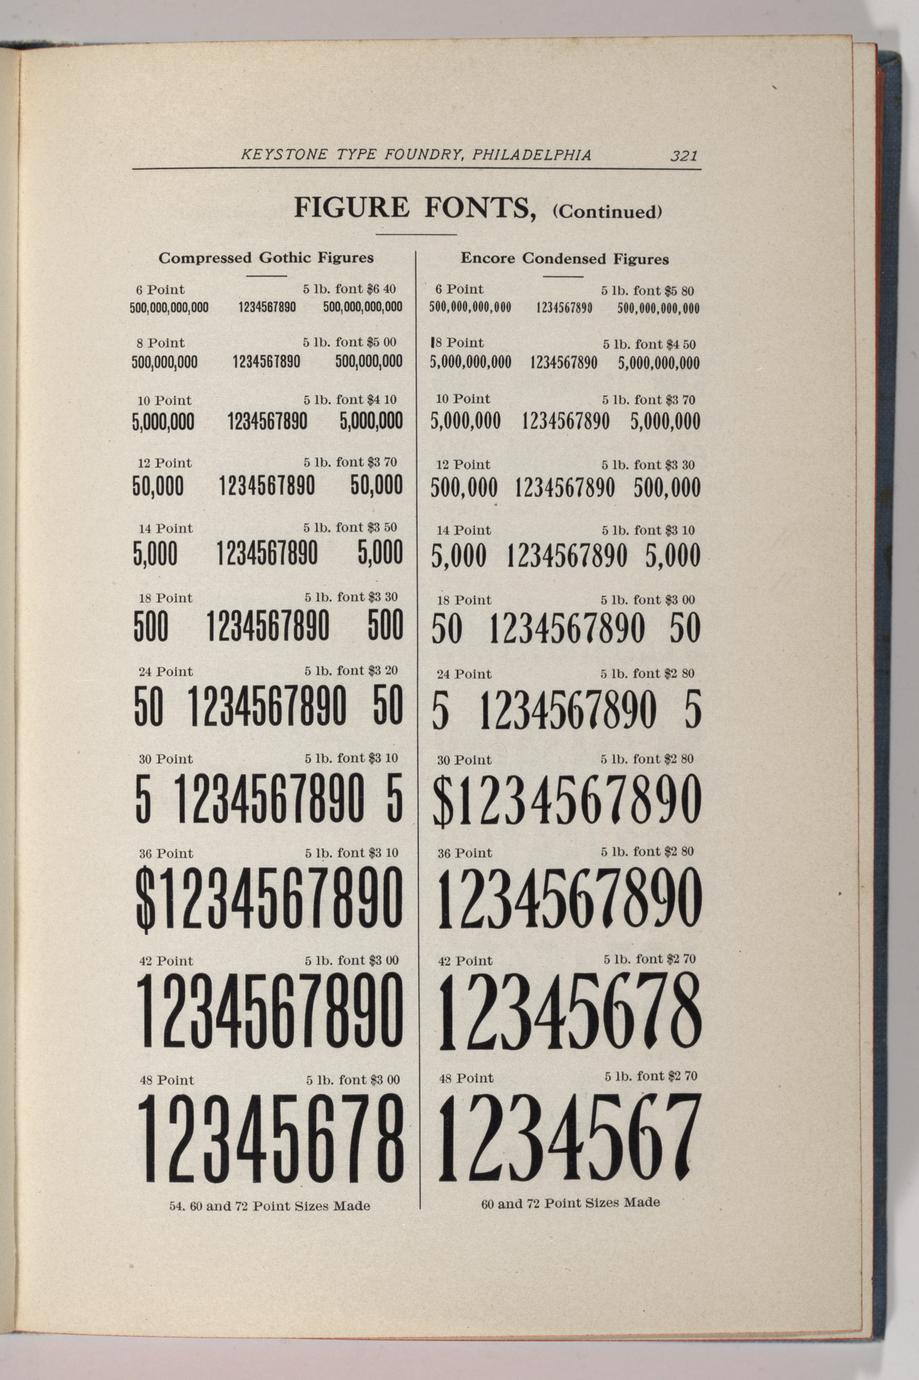 KEYSTONE TYPE FOUNDRY, PHILADELPHIA 321
FIGURE FONTS, (Continued)
Compressed Gothic Figures
6 Point 5 lb. font $6 40
500,000,000,000 1234567890 500,000,000,000
8 Point 5 lb. font $5 00
500,000,000 1234567890 500,000,000
10 Point 5 lb. font $4 10
5,000,000 1234567890 5,000,000
12 Point 5 lb. font $3 70
50,000 1234567890 50,000
14 Point 5 lb. font $3 50
5,000 1234567890 5,000
18 Point 5 lb. font $3 30
500 1234567890 500
24 Point 5 lb. font $3 20
50 1234567890 50
30 Point 5 lb. font $3 10
5 1234567890 5
36 Point 5 lb. font $3 10
$1234567890
42 Point 5 lb. font $3 00
1234567890
48 Point 5 lb. font $3 00
12345678
54. 60 and 72 Point Sizes Made
Encore Condensed Figures
6 Point 5 lb. font $5 80
500,000,000,000 1234567890 500,000,000,000
8 Point 5 lb. font $4 50
5,000,000,000 1234567890 5,000,000,000
10 Point 5 lb. font $3 70
5,000,000 1234567890 5,000,000
12 Point 5 lb. font $3 30
500,000 1234567890 500,000
14 Point 5 lb. font $3 10
5,000 1234567890 5,000
18 Point 5 lb. font $3 00
50 1234567890 50
24 Point 5 lb. font $2 80
5 1234567890 5
30 Point 5 lb. font $2 80
$1234567890
36 Point 5 lb. font $2 80
1234567890
42 Point 5 lb. font $2 70
12345678
48 Point 5 lb. font $2 70
1234567
60 and 72 Point Sizes Made